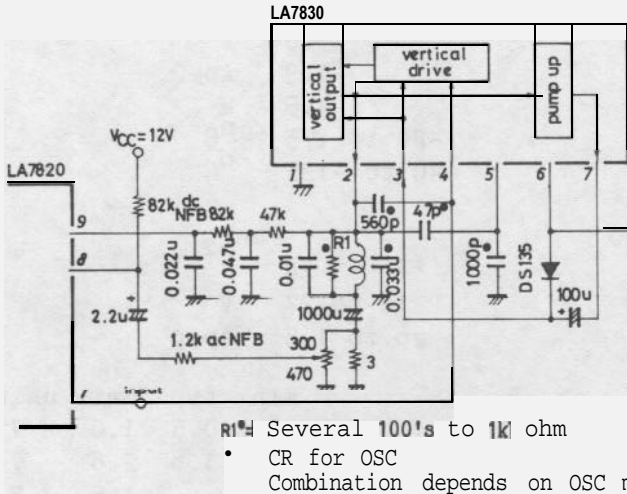 LA7830
vertical
output
vertical
drive
pump up
VCC=12V
1 2 3 4 5 6 7
LA7820
82k
dc
NFB
82k
47k
560p
47p
9
8
0.022u
0.047u
0.01u
R1
0.033u
1000p
DS135
100u
+
2.2u
+
1000u
1.2k ac NFB
300
470
3
input
R1*= Several 100's to 1k ohm
• CR for OSC
Combination depends on OSC